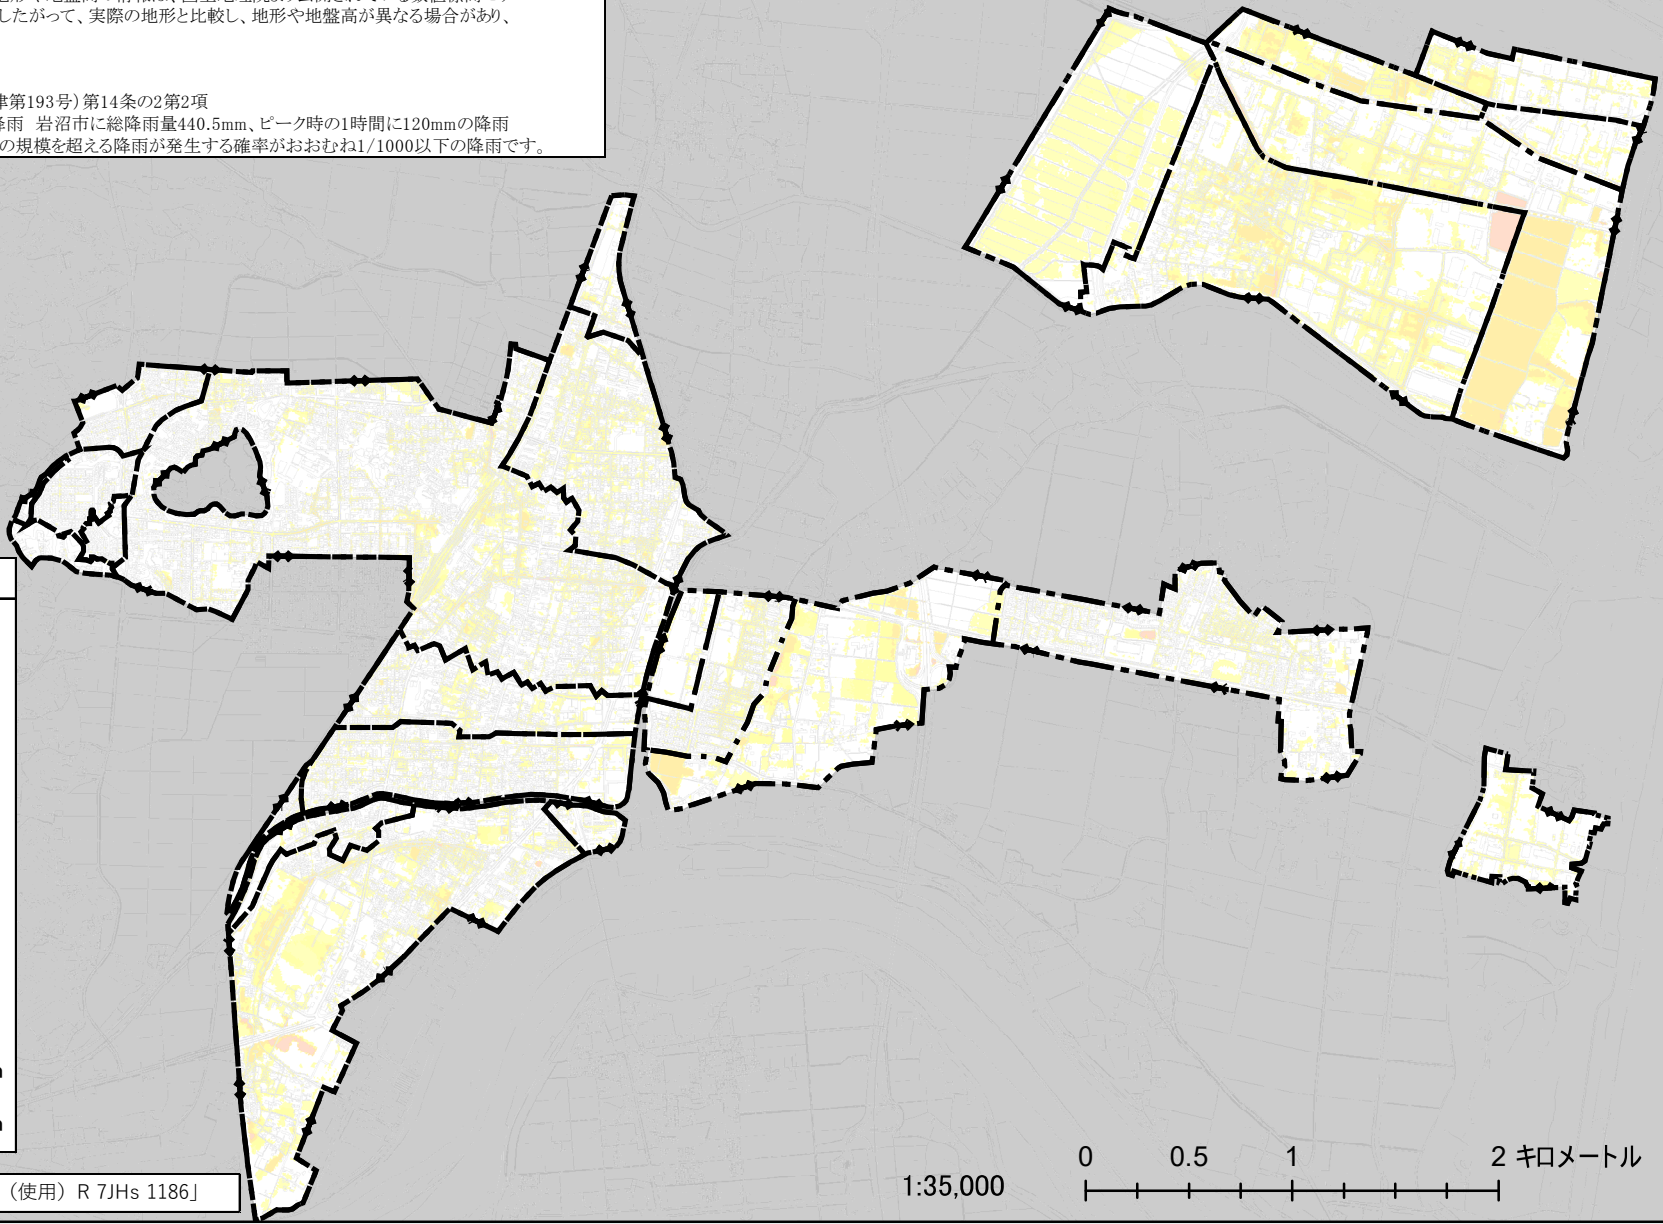 したがって、実際の地形と比較し、地形や地盤高が異なる場合があり、
律第193号）第14条の2第2項
降雨 岩沼市に総降雨量440.5mm、ピーク時の1時間に120mmの降雨
の規模を超える降雨が発生する確率がおおむね1/1000以下の降雨です。
（使用） R 7JHs 1186」
1:35,000
0 0.5 1 2 キロメートル